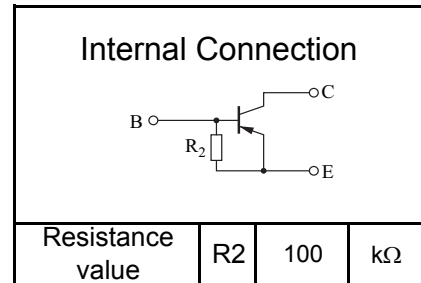 Internal Connection
C
B
R2
E
Resistance value R2 100 kΩ